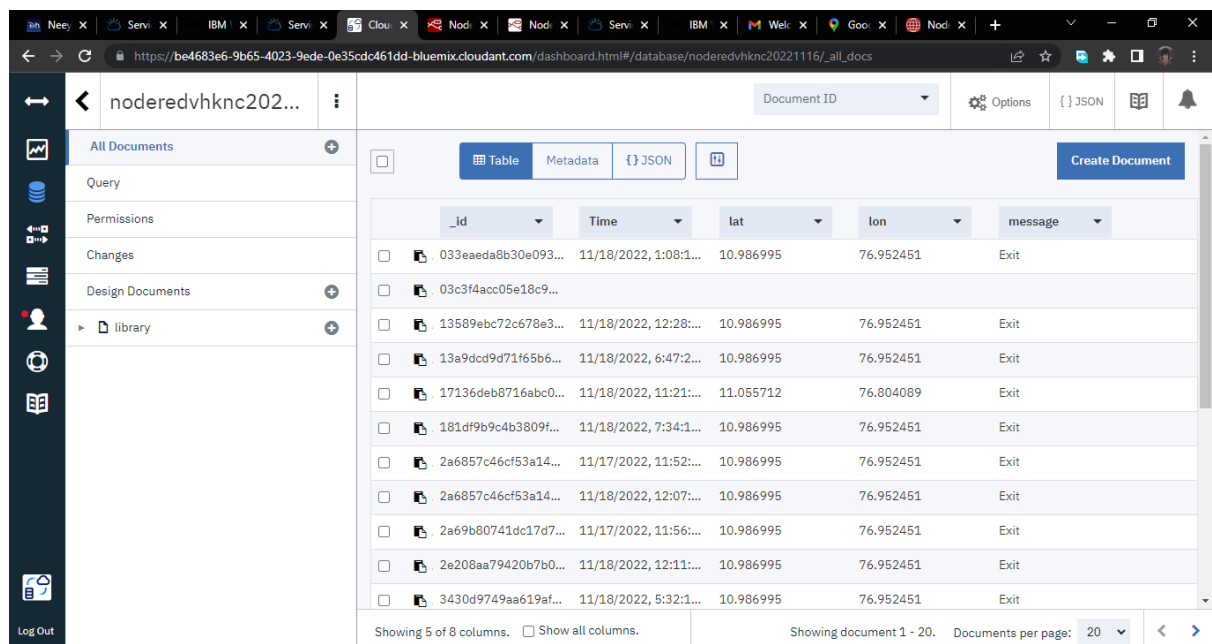 Neey Servi IBM \ Servi Clou Node Node Servi IBM Welc Goog Node
https://be4683e6-9b65-4023-9ede-0e35cdc461dd-bluemix.cloudant.com/dashboard.html#/database/noderedvhknc20221116/_all_docs
noderedvhknc202... Document ID Options { } JSON
All Documents
Table Metadata { } JSON Create Document
Query
Permissions
Changes
Design Documents
library
_id Time lat lon message
033eaeda8b30e093... 11/18/2022, 1:08:1... 10.986995 76.952451 Exit
03c3f4acc05e18c9...
13589ebc72c678e3... 11/18/2022, 12:28:... 10.986995 76.952451 Exit
13a9dcd9d71f65b6... 11/18/2022, 6:47:2... 10.986995 76.952451 Exit
17136deb8716abc0... 11/18/2022, 11:21:... 11.055712 76.804089 Exit
181df9b9c4b3809f... 11/18/2022, 7:34:1... 10.986995 76.952451 Exit
2a6857c46cf53a14... 11/17/2022, 11:52:... 10.986995 76.952451 Exit
2a6857c46cf53a14... 11/18/2022, 12:07:... 10.986995 76.952451 Exit
2a69b80741dc17d7... 11/17/2022, 11:56:... 10.986995 76.952451 Exit
2e208aa79420b7b0... 11/18/2022, 12:11:... 10.986995 76.952451 Exit
3430d9749aa619af... 11/18/2022, 5:32:1... 10.986995 76.952451 Exit
Log Out
Showing 5 of 8 columns. Show all columns. Showing document 1 - 20. Documents per page: 20